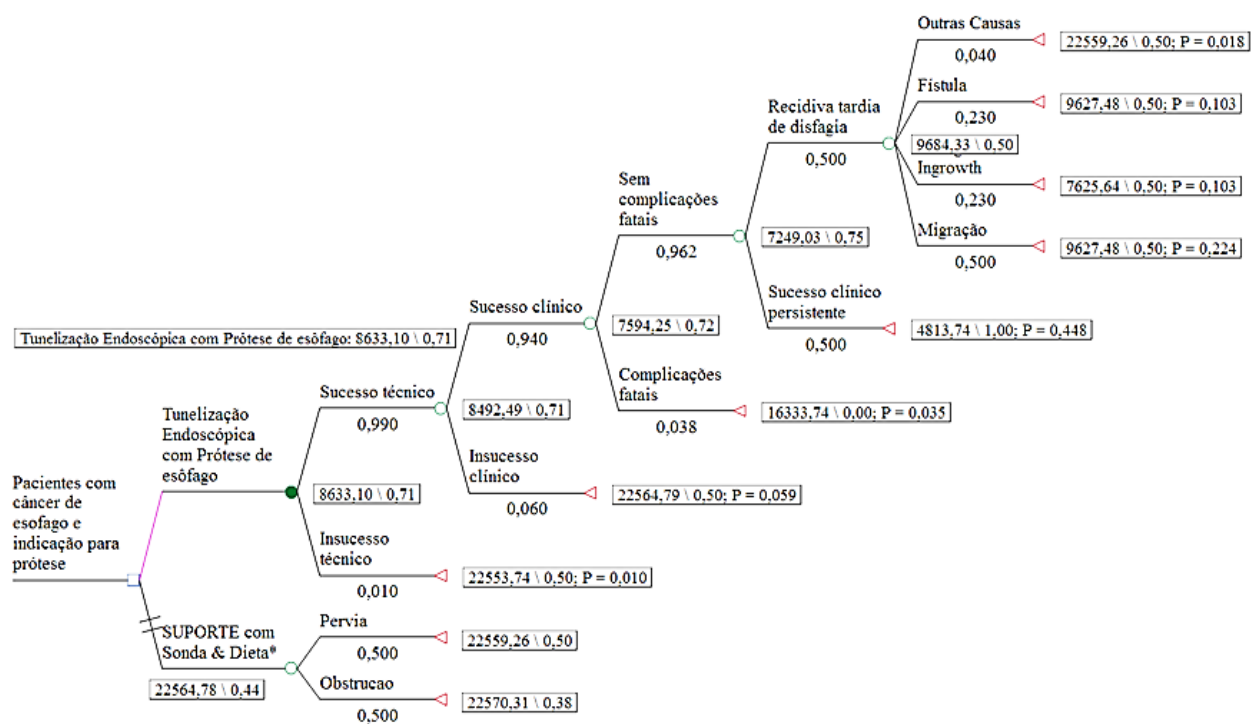 Outras Causas
0,040
22559,26 \ 0,50; P = 0,018
Fístula
0,230
9627,48 \ 0,50; P = 0,103
Recidiva tardia
de disfagia
0,500
9684,33 \ 0,50
Ingrowth
0,230
7625,64 \ 0,50; P = 0,103
Migração
0,500
9627,48 \ 0,50; P = 0,224
Sem
complicações
fatais
0,962
7249,03 \ 0,75
Sucesso clínico
persistente
0,500
4813,74 \ 1,00; P = 0,448
Sucesso clínico
0,940
7594,25 \ 0,72
Tunelização Endoscópica com Prótese de esôfago: 8633,10 \ 0,71
Complicações
fatais
0,038
16333,74 \ 0,00; P = 0,035
Sucesso técnico
0,990
8492,49 \ 0,71
Insucesso
clínico
0,060
22564,79 \ 0,50; P = 0,059
Tunelização
Endoscópica
com Prótese de
esôfago
8633,10 \ 0,71
Insucesso
técnico
0,010
22553,74 \ 0,50; P = 0,010
Pacientes com
câncer de
esofago e
indicação para
prótese
SUPORTE com
Sonda & Dieta*
22564,78 \ 0,44
Pervia
0,500
22559,26 \ 0,50
Obstrucao
0,500
22570,31 \ 0,38